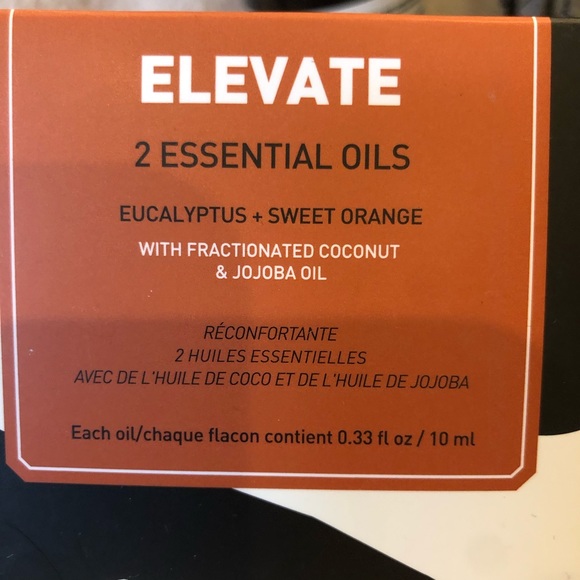 ELEVATE
2 ESSENTIAL OILS
EUCALYPTUS + SWEET ORANGE
WITH FRACTIONATED COCONUT
& JOJOBA OIL
RÉCONFORTANTE
2 HUILES ESSENTIELLES
AVEC DE L'HUILE DE COCO ET DE L'HUILE DE JOJOBA
Each oil/chaque flacon contient 0.33 fl oz / 10 ml